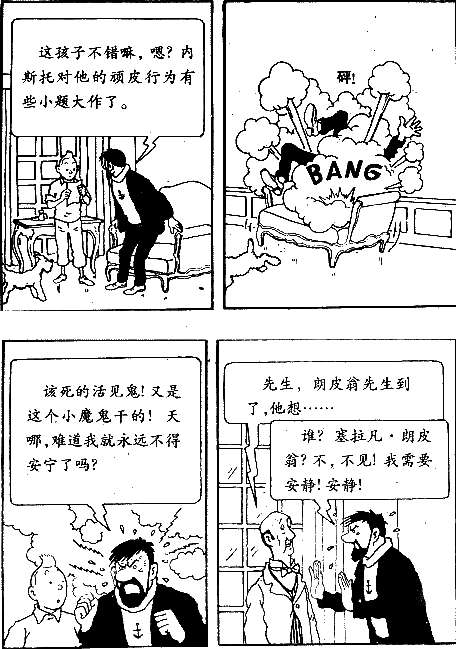 这孩子不错嘛，嗯？内
斯托对他的顽皮行为有
些小题大作了。
砰！
BANG
该死的活见鬼！又是
这个小魔鬼干的！天
哪，难道我就永远不得
安宁了吗？
先生，朗皮翁先生到
了，他想……
谁？塞拉凡·朗皮
翁？不，不见！我需要
安静！安静！